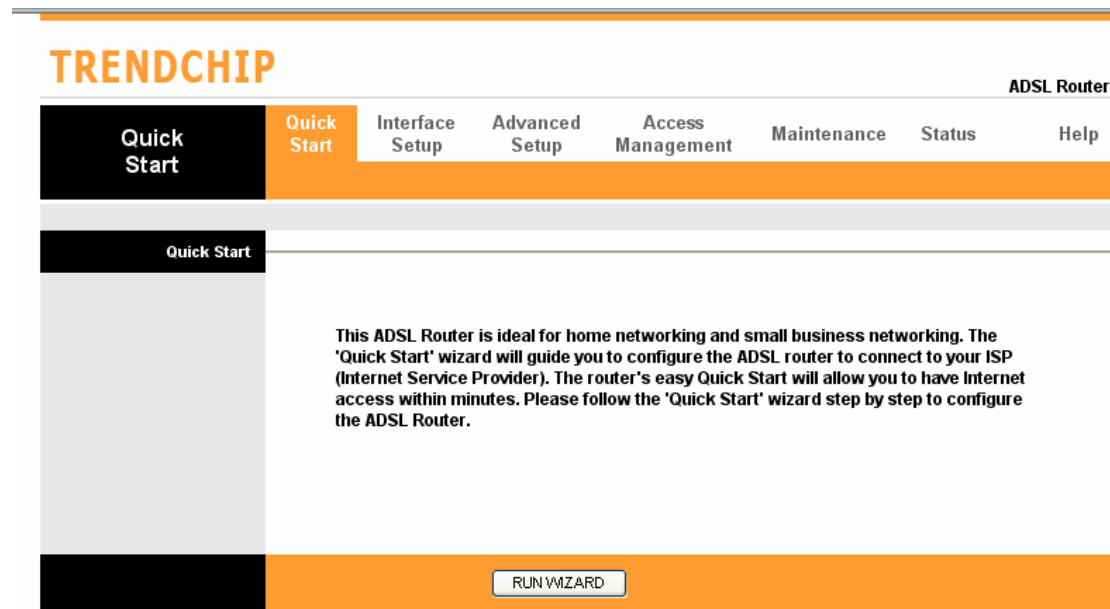 TRENDCHIP
ADSL Router
Quick
Start
Quick
Start
Interface
Setup
Advanced
Setup
Access
Management
Maintenance
Status
Help
Quick Start
This ADSL Router is ideal for home networking and small business networking. The
'Quick Start' wizard will guide you to configure the ADSL router to connect to your ISP
(Internet Service Provider). The router's easy Quick Start will allow you to have Internet
access within minutes. Please follow the 'Quick Start' wizard step by step to configure
the ADSL Router.
RUN WIZARD